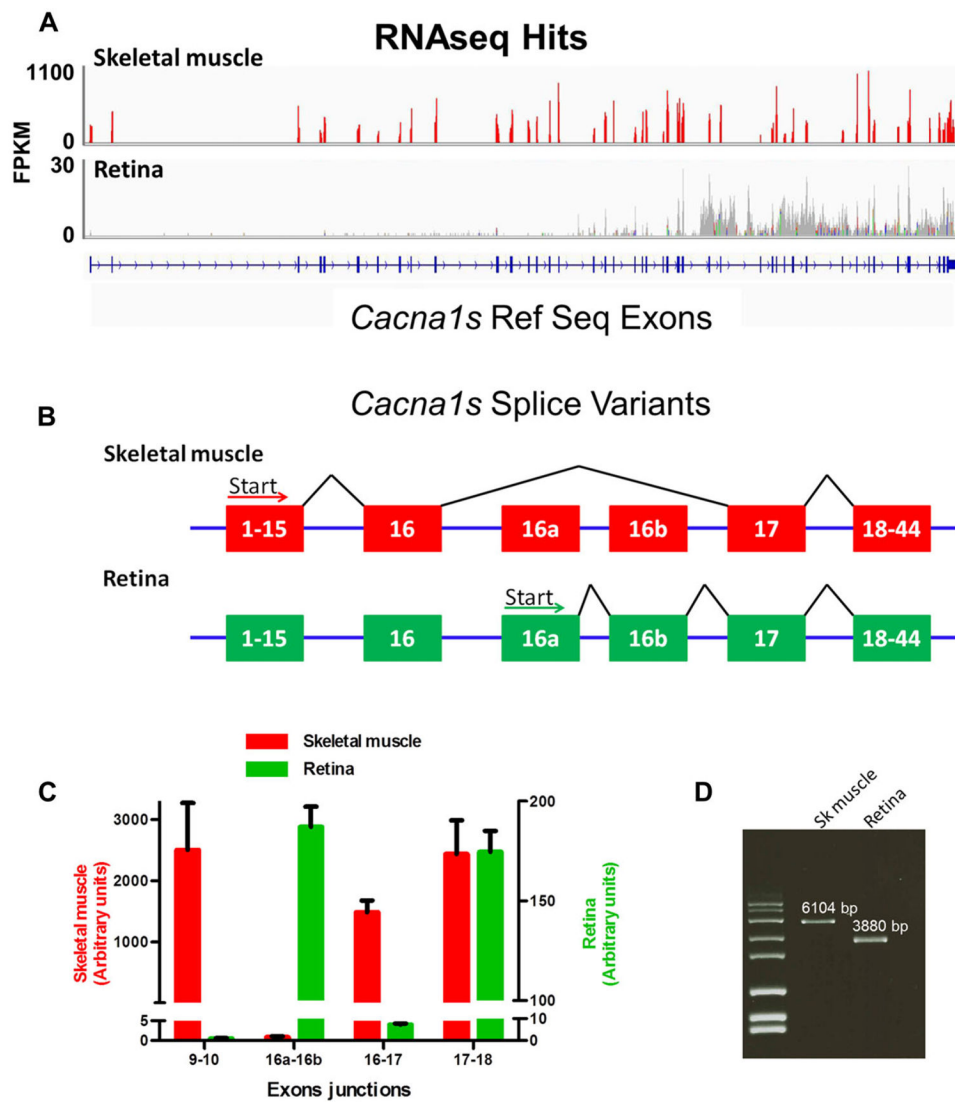 A
RNAseq Hits
Skeletal muscle
1100
0
FPKM
Retina
30
0
Cacna1s Ref Seq Exons
B
Cacna1s Splice Variants
Skeletal muscle
Start
1-15 16 16a 16b 17 18-44
Retina
Start
1-15 16 16a 16b 17 18-44
Skeletal muscle
Retina
C
Skeletal muscle
(Arbitrary units)
3000
2000
1000
5
0
200
150
100
10
0
Retina
(Arbitrary units)
9-10 16a-16b 16-17 17-18
Exons junctions
D
Sk muscle
Retina
6104 bp
3880 bp